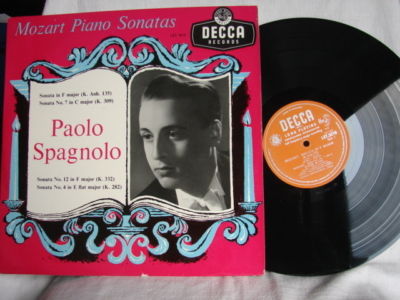 Mozart Piano Sonatas
DECCA
RECORDS
Sonata in F major (K. Anh. 135)
Sonata No. 7 in C major (K. 309)
Paolo
Spagnolo
Sonata No. 12 in F major (K. 332)
Sonata No. 4 in E flat major (K. 282)
DECCA
LONG PLAYING